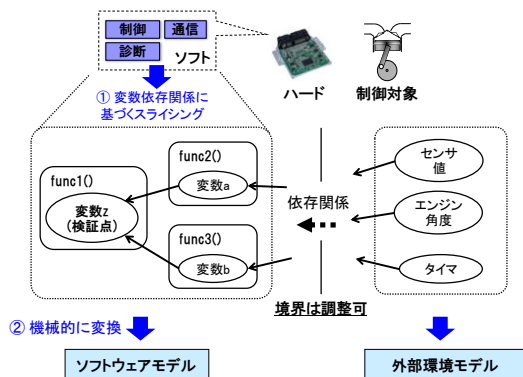 制御
通信
診断
ソフト
ハード
制御対象
① 変数依存関係に
基づくスライシング
func1()
変数z
(検証点)
func2()
変数a
func3()
変数b
依存関係
境界は調整可
センサ
値
エンジン
角度
タイマ
② 機械的に変換
ソフトウェアモデル
外部環境モデル